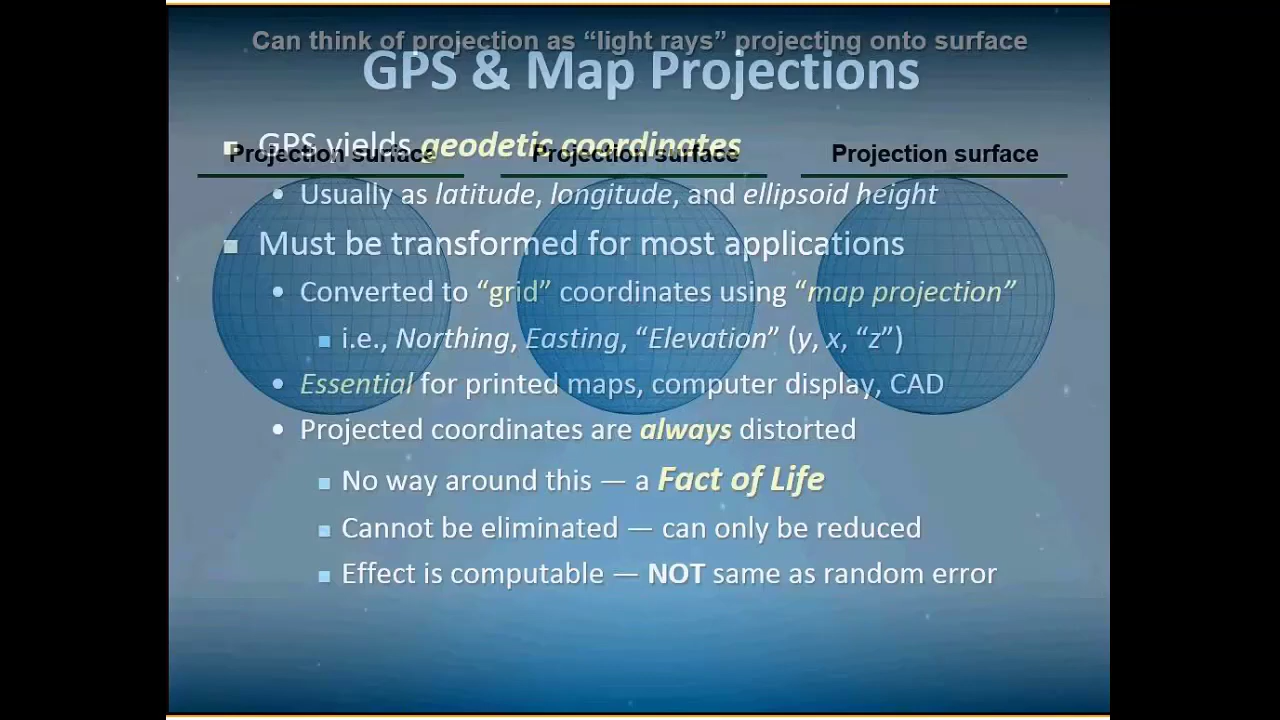 Can think of projection as “light rays” projecting onto surface
GPS & Map Projections
GPS yields geodetic coordinates
Projection surface Projection surface Projection surface
Usually as latitude, longitude, and ellipsoid height
Must be transformed for most applications
Converted to “grid” coordinates using “map projection”
i.e., Northing, Easting, “Elevation” (y, x, “z”)
Essential for printed maps, computer display, CAD
Projected coordinates are always distorted
No way around this — a Fact of Life
Cannot be eliminated — can only be reduced
Effect is computable — NOT same as random error